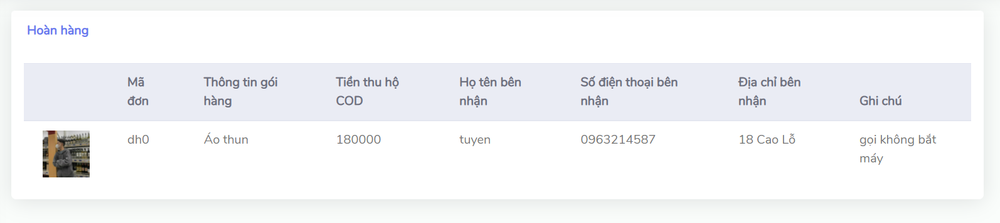 Hoàn hàng
Mã đơn
Thông tin gói hàng
Tiền thu hộ COD
Họ tên bên nhận
Số điện thoại bên nhận
Địa chỉ bên nhận
Ghi chú
dh0
Áo thun
180000
tuyen
0963214587
18 Cao Lỗ
gọi không bắt máy